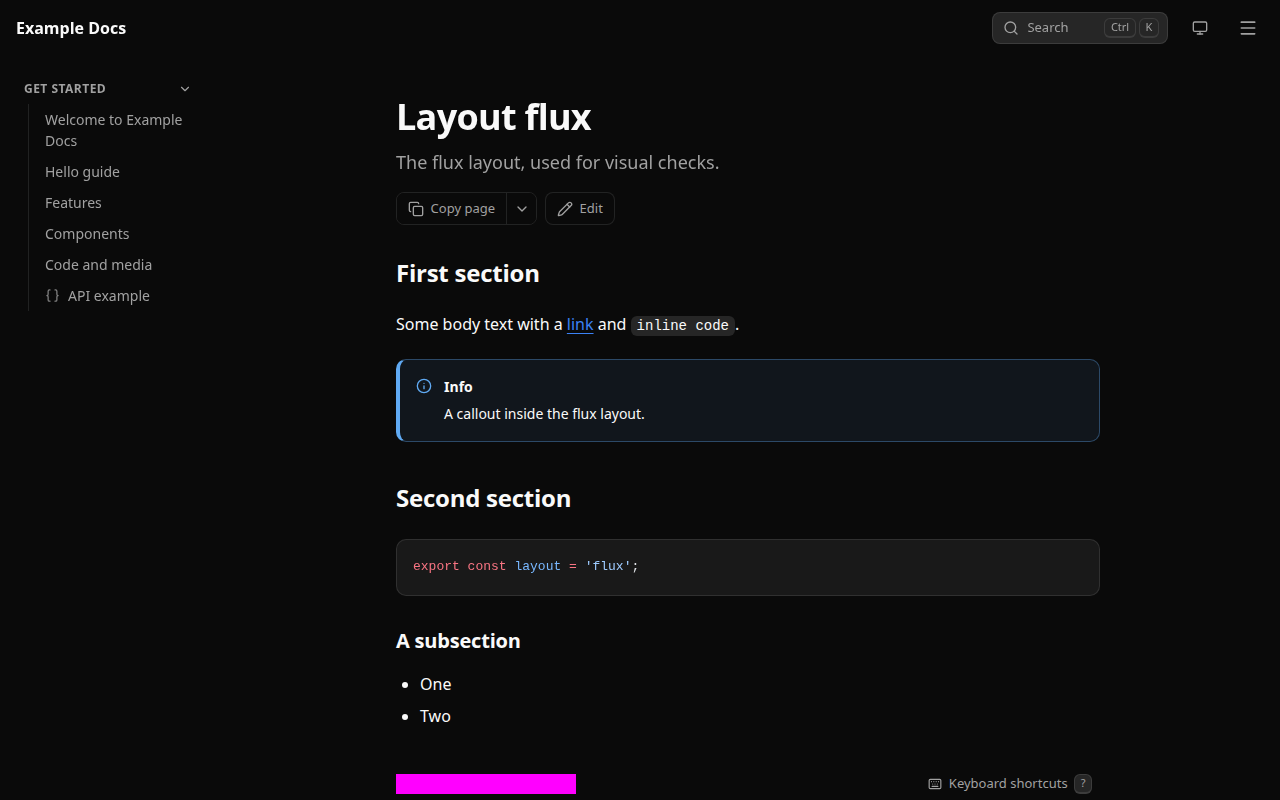 Example Docs
Search Ctrl K
GET STARTED
Welcome to Example
Docs
Hello guide
Features
Components
Code and media
{} API example
Layout flux
The flux layout, used for visual checks.
Copy page
Edit
First section
Some body text with a link and inline code.
Info
A callout inside the flux layout.
Second section
export const layout = 'flux';
A subsection
• One
• Two
Keyboard shortcuts ?